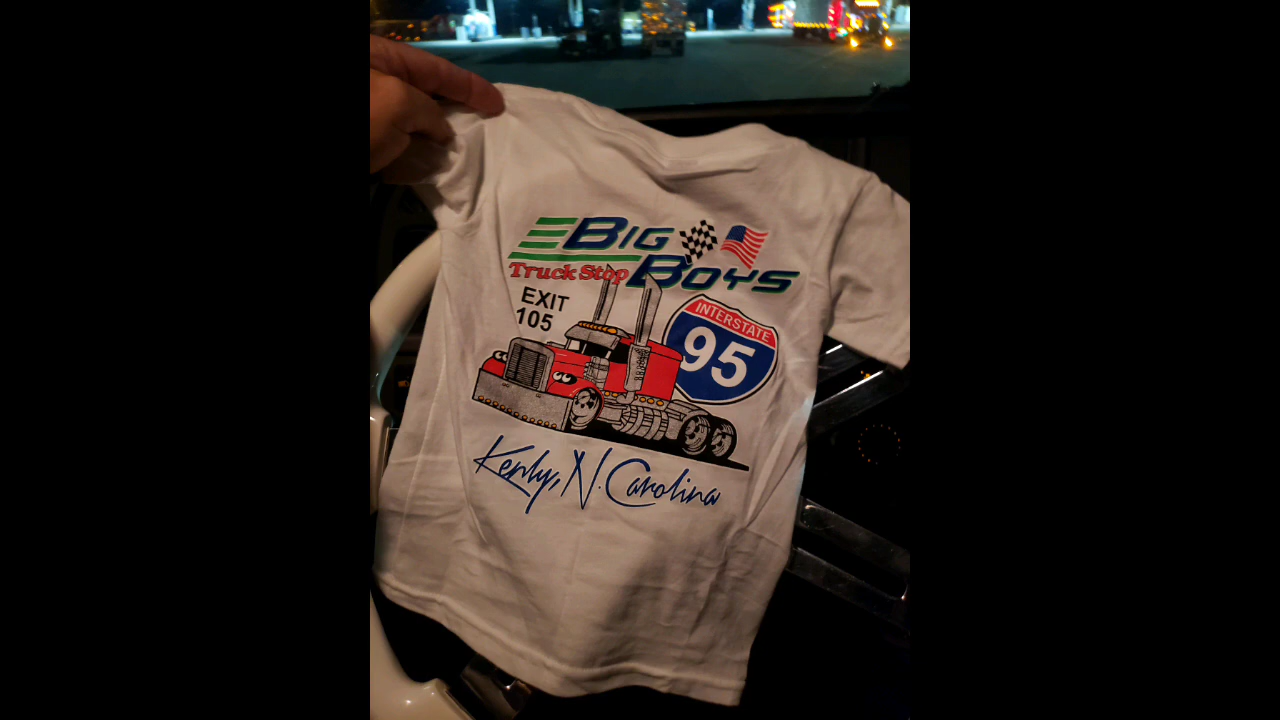 BIG
Truck Stop BOYS
EXIT
105
INTERSTATE
95
Kenly, N. Carolina